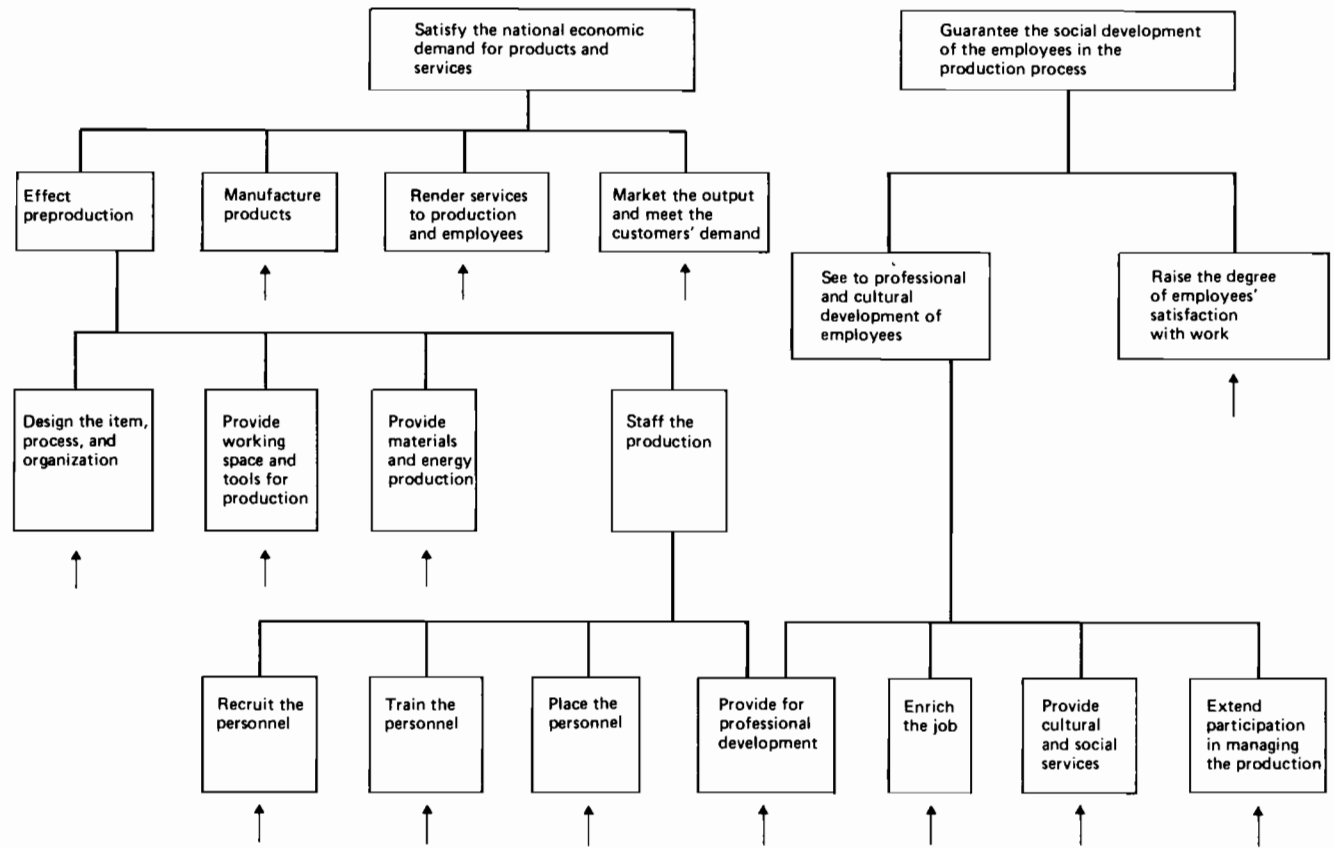 Satisfy the national economic
demand for products and
services
Guarantee the social development
of the employees in the
production process
Effect
preproduction
Manufacture
products
Render services
to production
and employees
Market the output
and meet the
customers' demand
See to professional
and cultural
development of
employees
Raise the degree
of employees'
satisfaction
with work
Design the item,
process, and
organization
Provide
working
space and
tools for
production
Provide
materials
and energy
production
Staff the
production
Recruit the
personnel
Train the
personnel
Place the
personnel
Provide for
professional
development
Enrich
the job
Provide
cultural
and social
services
Extend
participation
in managing
the production